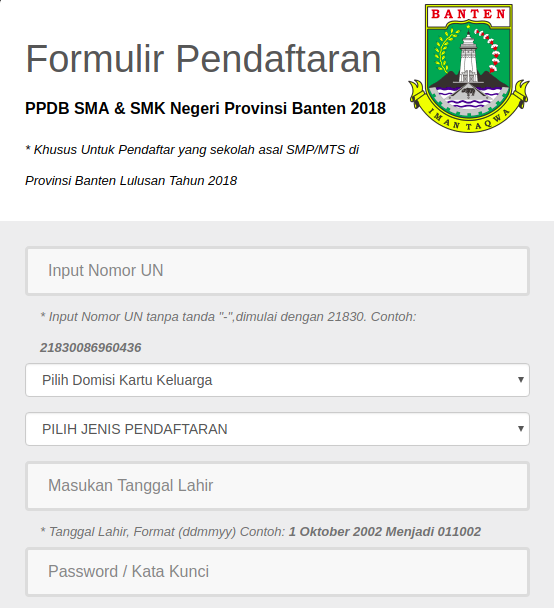 BANTEN
Formulir Pendaftaran
PPDB SMA & SMK Negeri Provinsi Banten 2018
IMAN TAQWA
* Khusus Untuk Pendaftar yang sekolah asal SMP/MTS di
Provinsi Banten Lulusan Tahun 2018
Input Nomor UN
* Input Nomor UN tanpa tanda "-",dimulai dengan 21830. Contoh:
21830086960436
Pilih Domisi Kartu Keluarga
PILIH JENIS PENDAFTARAN
Masukan Tanggal Lahir
* Tanggal Lahir, Format (ddmmyy) Contoh: 1 Oktober 2002 Menjadi 011002
Password / Kata Kunci